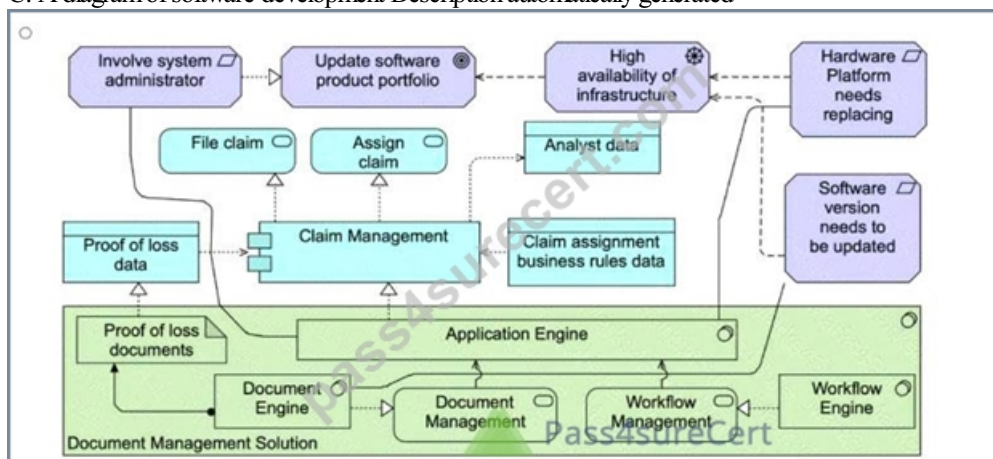 C. A diagram of software development Description automatically generated
Involve system
administrator
Update software
product portfolio
High
availability of
infrastructure
Hardware
Platform
needs
replacing
File claim
Assign
claim
Analyst data
Software
version
needs to
be updated
Proof of loss
data
Claim Management
Claim assignment
business rules data
Proof of loss
documents
Application Engine
Document
Engine
Document
Management
Workflow
Management
Workflow
Engine
Document Management Solution
pass4surecert.com
Pass4sureCert